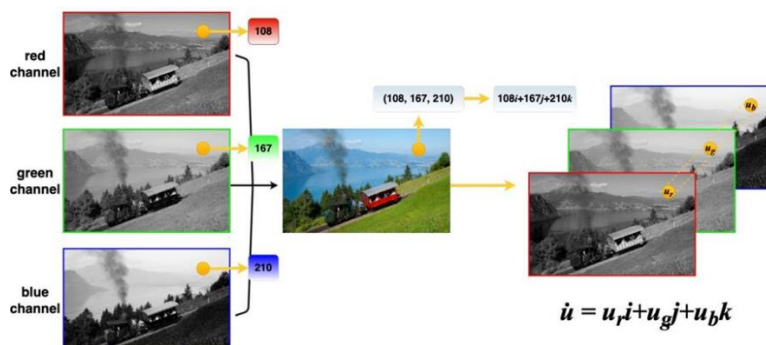 red
channel
108
green
channel
167
blue
channel
210
(108, 167, 210)
108i+167j+210k
u_b
u_g
u_r
u̇ = u_r i+u_g j+u_b k